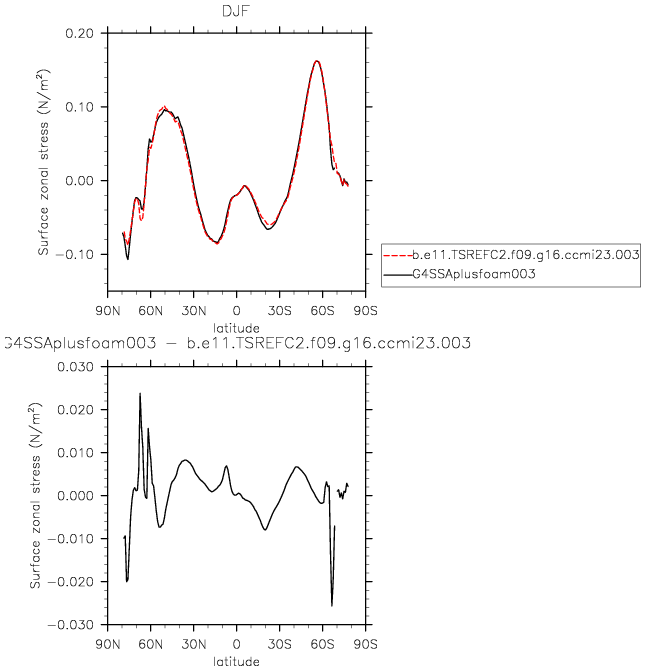 DJF
0.20
0.10
0.00
-0.10
Surface zonal stress (N/m²)
90N 60N 30N 0 30S 60S 90S
latitude
b.e11.TSREFC2.f09.g16.ccmi23.003
G4SSAplusfoam003
G4SSAplusfoam003 - b.e11.TSREFC2.f09.g16.ccmi23.003
0.030
0.020
0.010
0.000
-0.010
-0.020
-0.030
Surface zonal stress (N/m²)
90N 60N 30N 0 30S 60S 90S
latitude